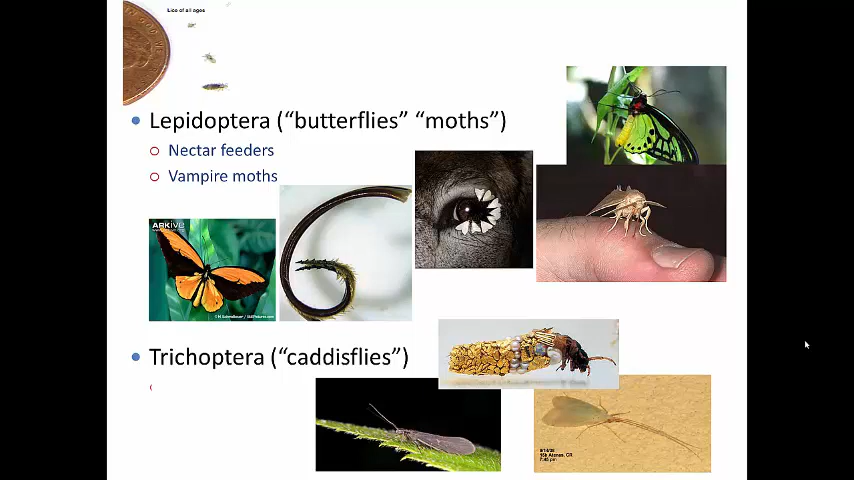 Lice of all ages
Lepidoptera (“butterflies” “moths”)
Nectar feeders
Vampire moths
ARKIVE
Trichoptera (“caddisflies”)